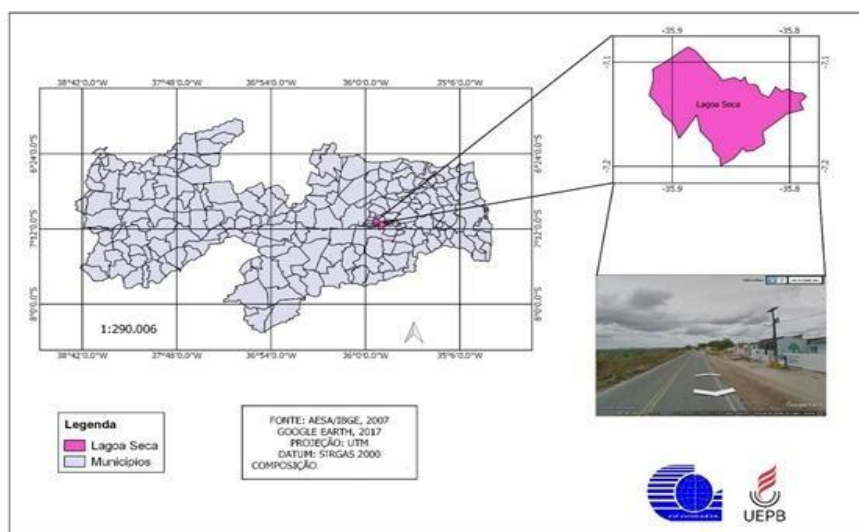 38°42'0.0"O 37°48'0.0"O 36°54'0.0"O 36°0'0.0"O 35°6'0.0"O
6°24'0.0"S 6°24'0.0"S
7°12'0.0"S 7°12'0.0"S
8°0'0.0"S 8°0'0.0"S
1:290.006
38°42'0.0"O 37°48'0.0"O 36°54'0.0"O 36°0'0.0"O 35°6'0.0"O
-35.9 -35.8
-7.1 -7.1
Lagoa Seca
-7.2 -7.2
-35.9 -35.8
Google Earth
Legenda
Lagoa Seca
Municípios
FONTE: AESA/IBGE, 2007
GOOGLE EARTH, 2017
PROJEÇÃO: UTM
DATUM: SIRGAS 2000
COMPOSIÇÃO
UEPB